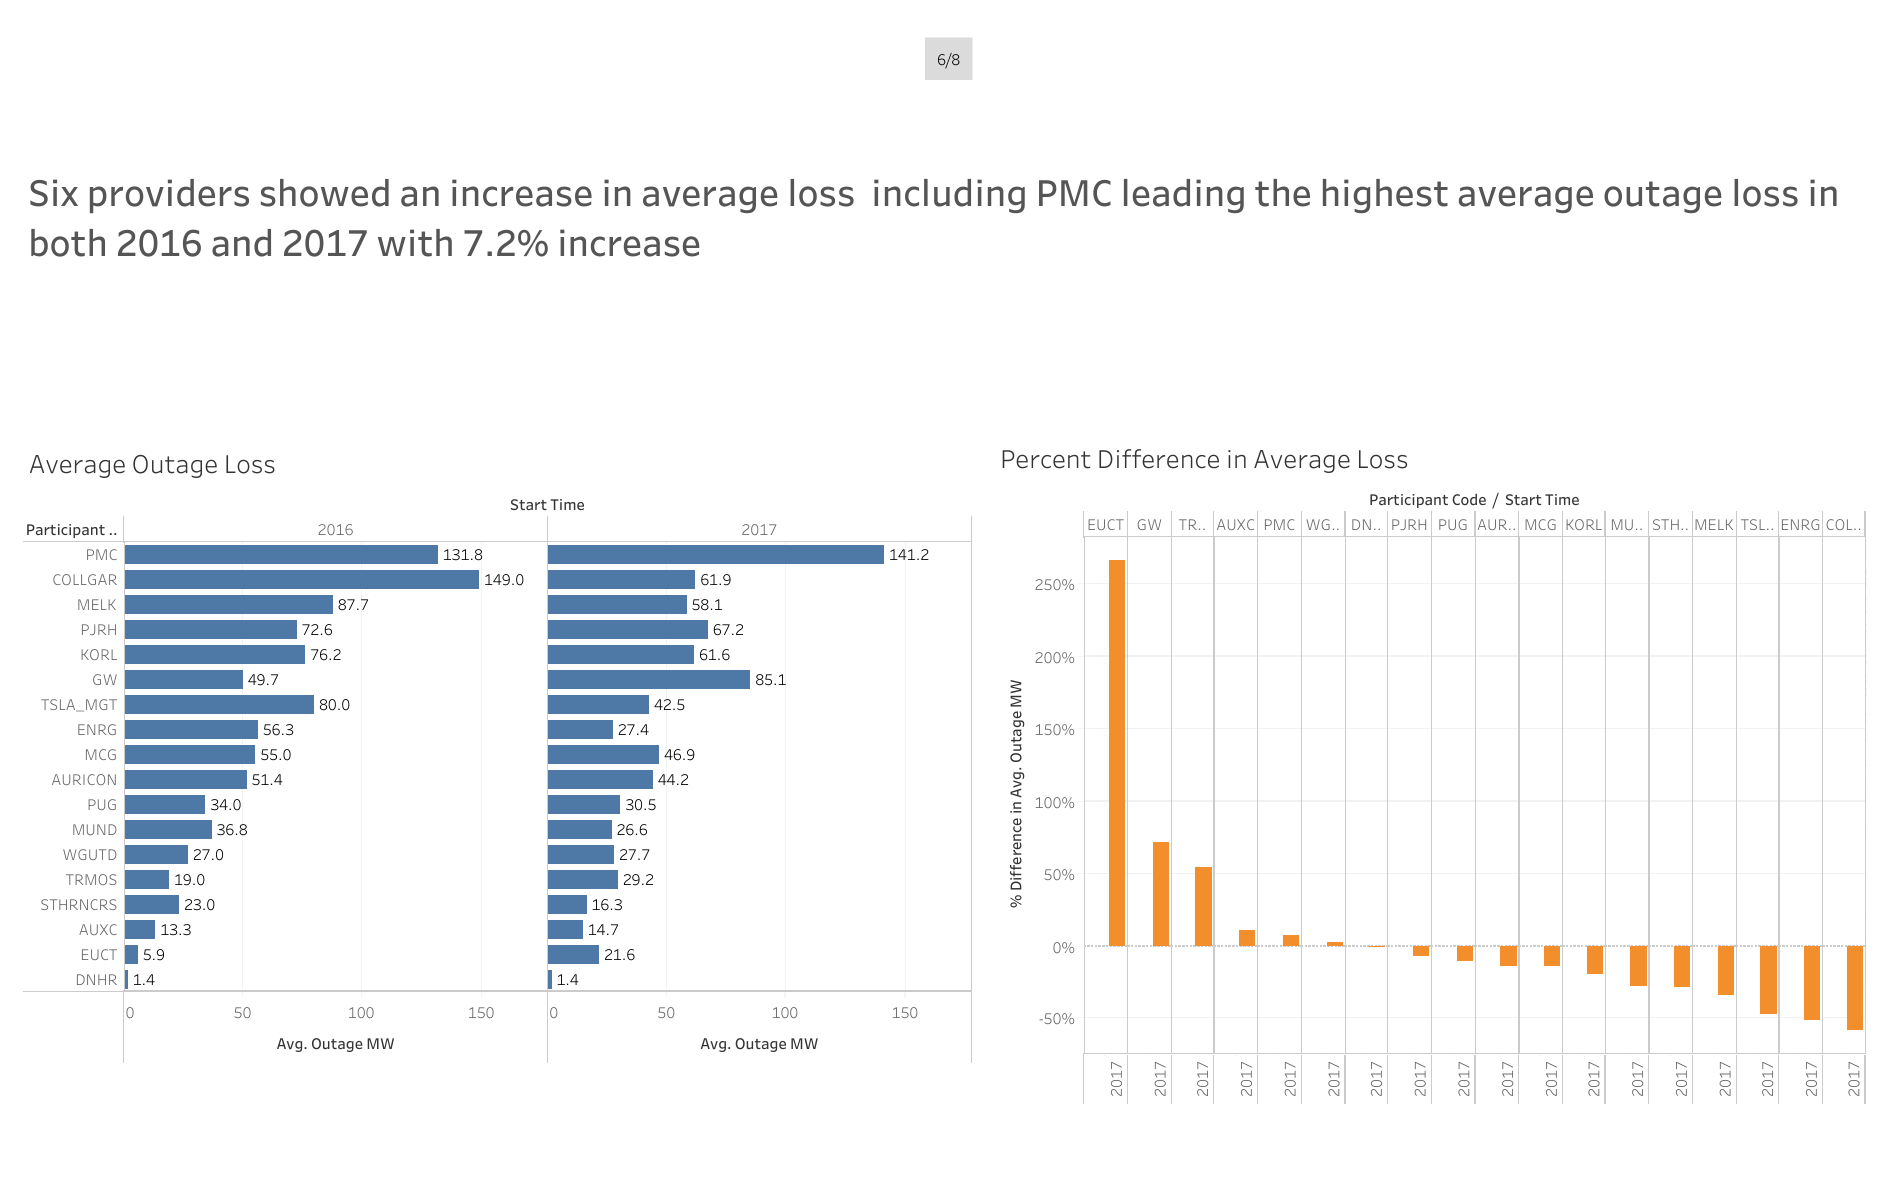 6/8
Six providers showed an increase in average loss  including PMC leading the highest average outage loss in
both 2016 and 2017 with 7.2% increase
Average Outage Loss
Start Time
Participant .. 2016 2017
PMC 131.8 141.2
COLLGAR 149.0 61.9
MELK 87.7 58.1
PJRH 72.6 67.2
KORL 76.2 61.6
GW 49.7 85.1
TSLA_MGT 80.0 42.5
ENRG 56.3 27.4
MCG 55.0 46.9
AURICON 51.4 44.2
PUG 34.0 30.5
MUND 36.8 26.6
WGUTD 27.0 27.7
TRMOS 19.0 29.2
STHRNCRS 23.0 16.3
AUXC 13.3 14.7
EUCT 5.9 21.6
DNHR 1.4 1.4
0 50 100 150 0 50 100 150
Avg. Outage MW Avg. Outage MW
Percent Difference in Average Loss
Participant Code / Start Time
EUCT GW TR.. AUXC PMC WG.. DN.. PJRH PUG AUR.. MCG KORL MU.. STH.. MELK TSL.. ENRG COL..
250%
200%
150%
100%
50%
0%
-50%
% Difference in Avg. Outage MW
2017 2017 2017 2017 2017 2017 2017 2017 2017 2017 2017 2017 2017 2017 2017 2017 2017 2017